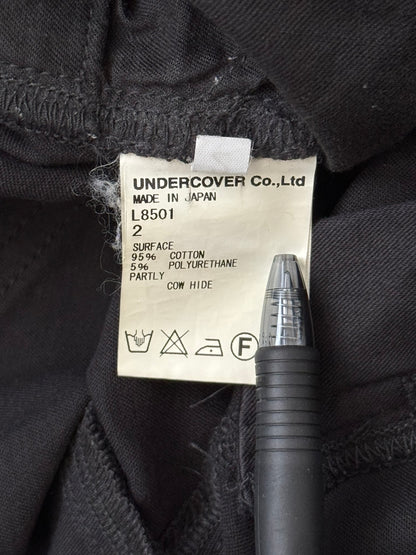 UNDERCOVER Co.,Ltd
MADE IN JAPAN
L8501
2
SURFACE
95% COTTON
5% POLYURETHANE
PARTLY
COW HIDE
F